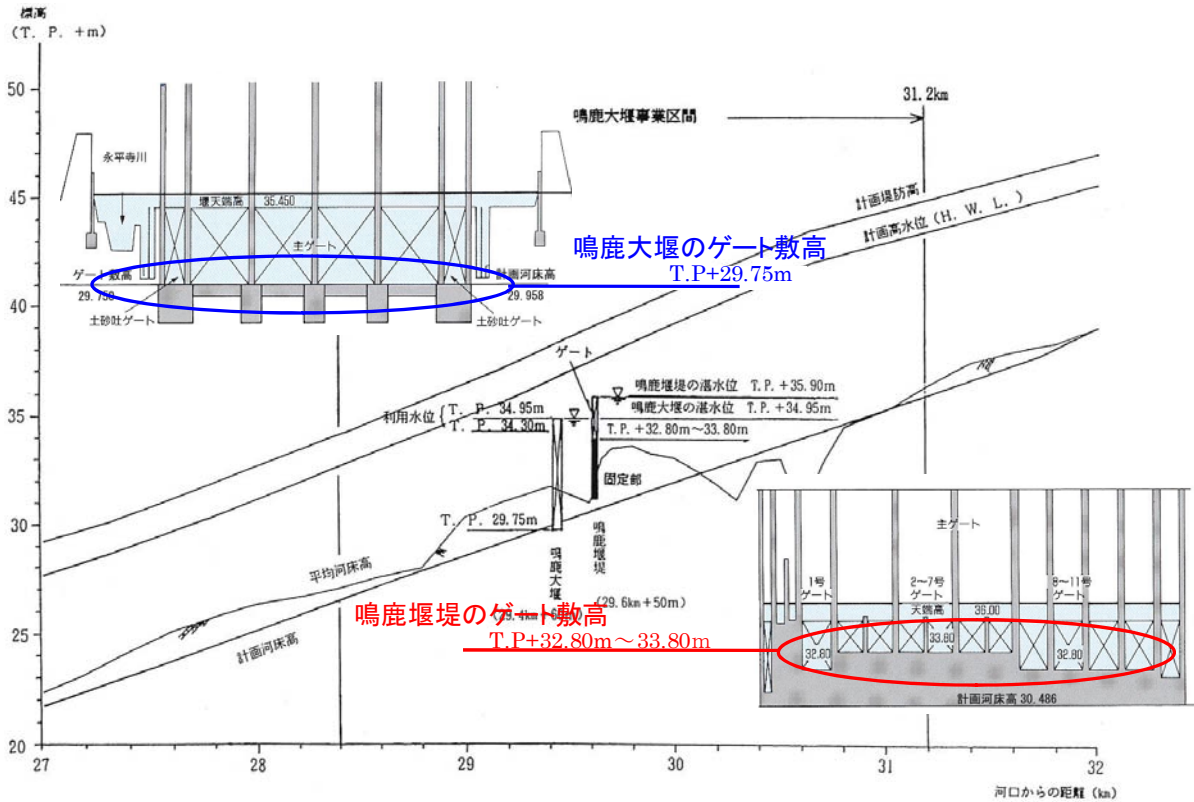 標高
(T. P. +m)
50
45
40
35
30
25
20
27
28
29
30
31
32
河口からの距離 (km)
31.2km
鳴鹿大堰事業区間
永平寺川
堰天端高 35.450
主ゲート
ゲート敷高
29.750
計画河床高
29.958
土砂吐ゲート
土砂吐ゲート
鳴鹿大堰のゲート敷高
T.P+29.75m
計画堤防高
計画高水位 (H. W. L.)
ゲート
鳴鹿堰堤の湛水位 T. P. +35.90m
鳴鹿大堰の湛水位 T. P. +34.95m
T. P. +32.80m～33.80m
利用水位
T. P. 34.95m
T. P. 34.30m
固定部
T. P. 29.75m
鳴鹿大堰
鳴鹿堰堤
(29.6km+50m)
平均河床高
計画河床高
鳴鹿堰堤のゲート敷高
T.P+32.80m～33.80m
主ゲート
1号
ゲート
2～7号
ゲート
8～11号
ゲート
天端高 36.00
32.80
33.80
32.80
計画河床高 30.486